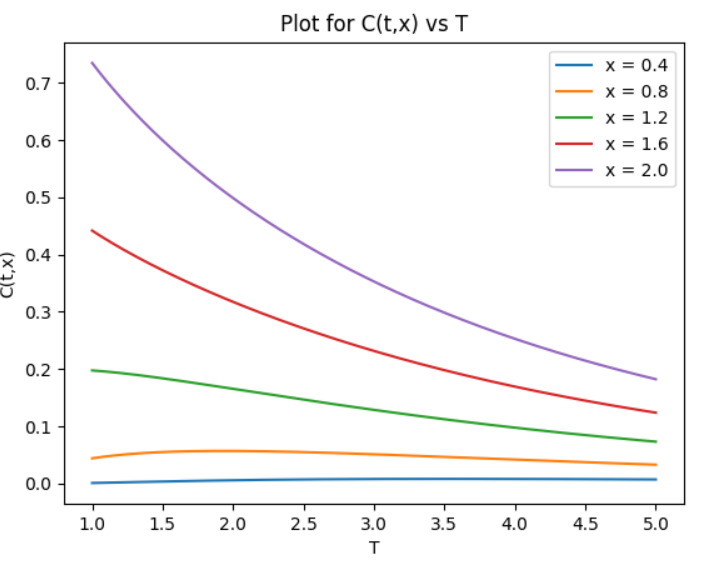 Plot for C(t,x) vs T
x = 0.4
x = 0.8
x = 1.2
x = 1.6
x = 2.0
C(t,x)
0.7
0.6
0.5
0.4
0.3
0.2
0.1
0.0
1.0 1.5 2.0 2.5 3.0 3.5 4.0 4.5 5.0
T